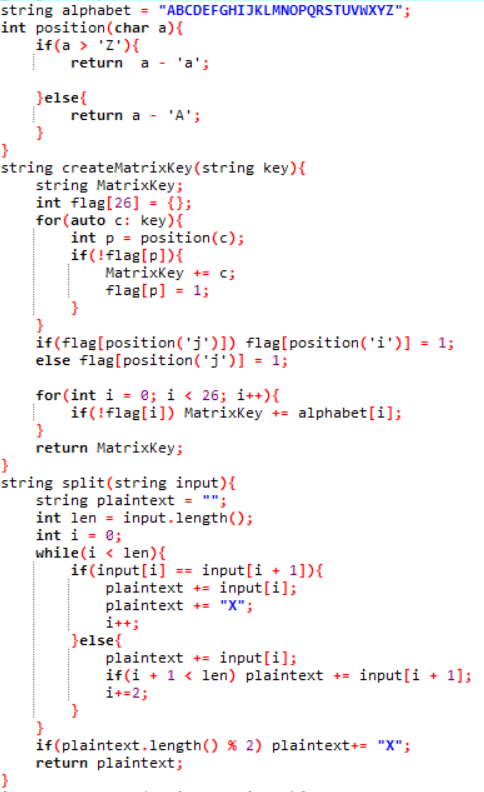 string alphabet = "ABCDEFGHIJKLMNOPQRSTUVWXYZ";
int position(char a){
    if(a > 'Z'){
        return  a - 'a';

    }else{
        return a - 'A';
    }
}
string createMatrixKey(string key){
    string MatrixKey;
    int flag[26] = {};
    for(auto c: key){
        int p = position(c);
        if(!flag[p]){
            MatrixKey += c;
            flag[p] = 1;
        }
    }
    if(flag[position('j')]) flag[position('i')] = 1;
    else flag[position('j')] = 1;

    for(int i = 0; i < 26; i++){
        if(!flag[i]) MatrixKey += alphabet[i];
    }
    return MatrixKey;
}
string split(string input){
    string plaintext = "";
    int len = input.length();
    int i = 0;
    while(i < len){
        if(input[i] == input[i + 1]){
            plaintext += input[i];
            plaintext += "X";
            i++;
        }else{
            plaintext += input[i];
            if(i + 1 < len) plaintext += input[i + 1];
            i+=2;
        }
    }
    if(plaintext.length() % 2) plaintext+= "X";
    return plaintext;
}